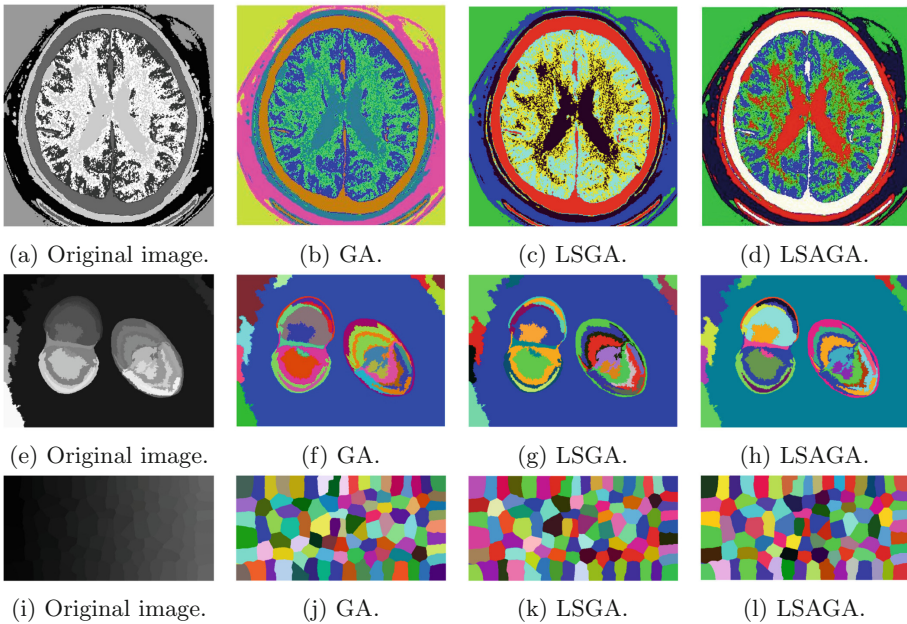 (a) Original image.
(b) GA.
(c) LSGA.
(d) LSAGA.
(e) Original image.
(f) GA.
(g) LSGA.
(h) LSAGA.
(i) Original image.
(j) GA.
(k) LSGA.
(l) LSAGA.